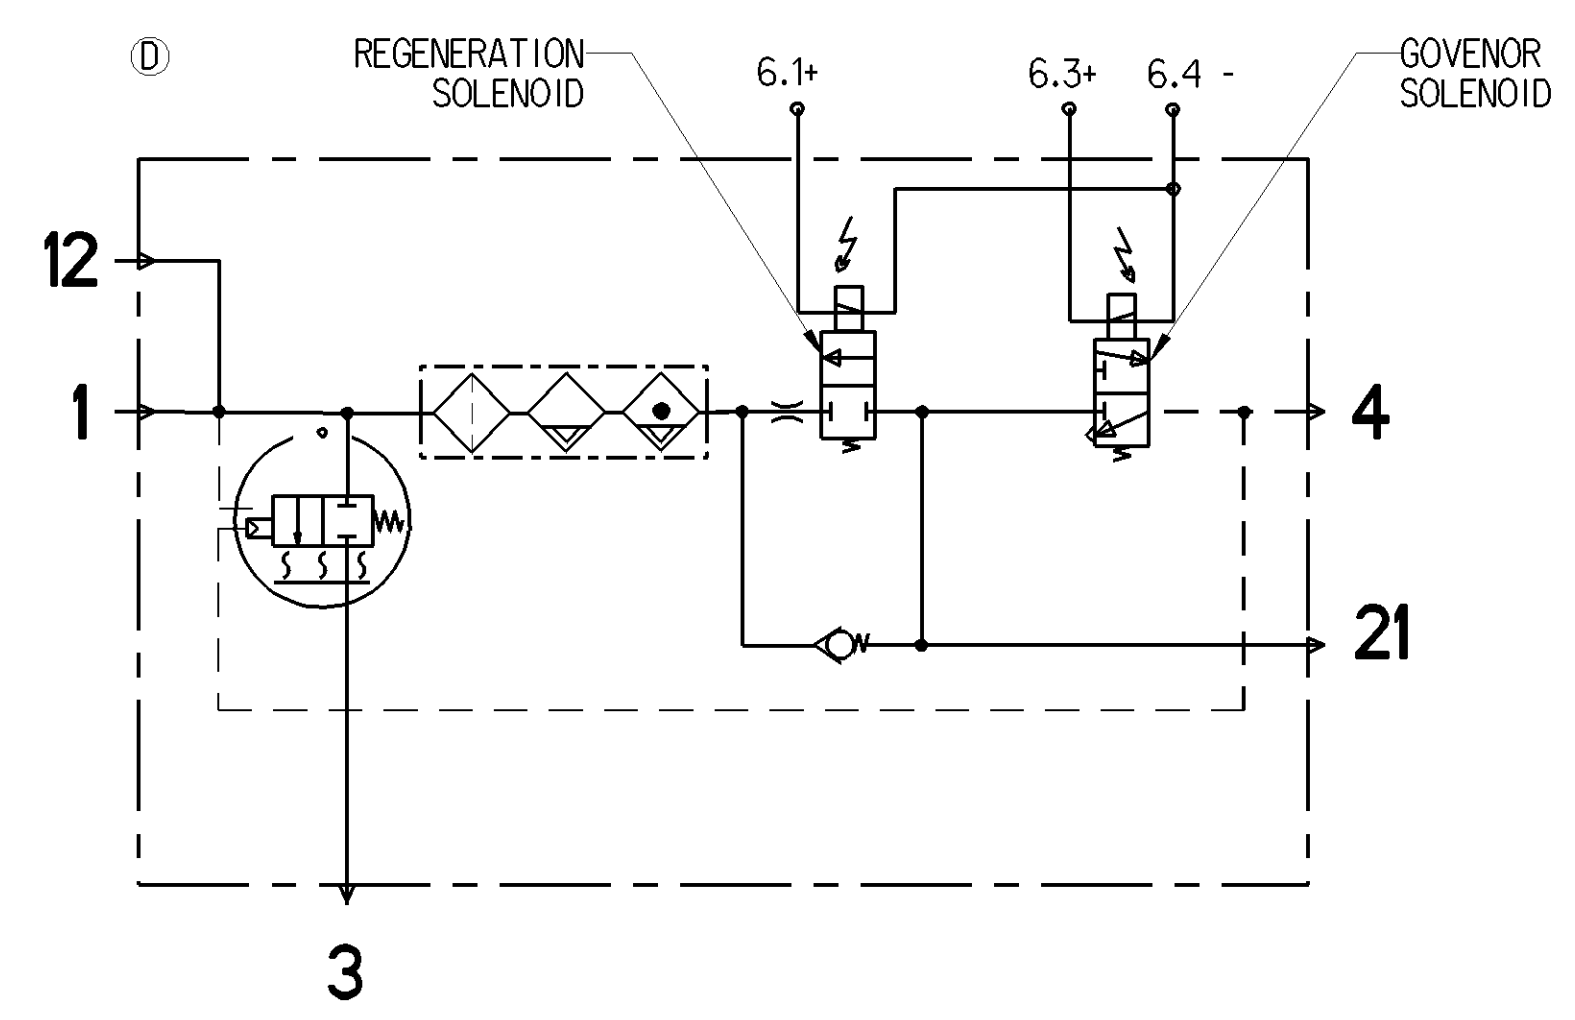 D
REGENERATION
SOLENOID
6.1+
6.3+
6.4 -
GOVENOR
SOLENOID
12
1
4
21
3